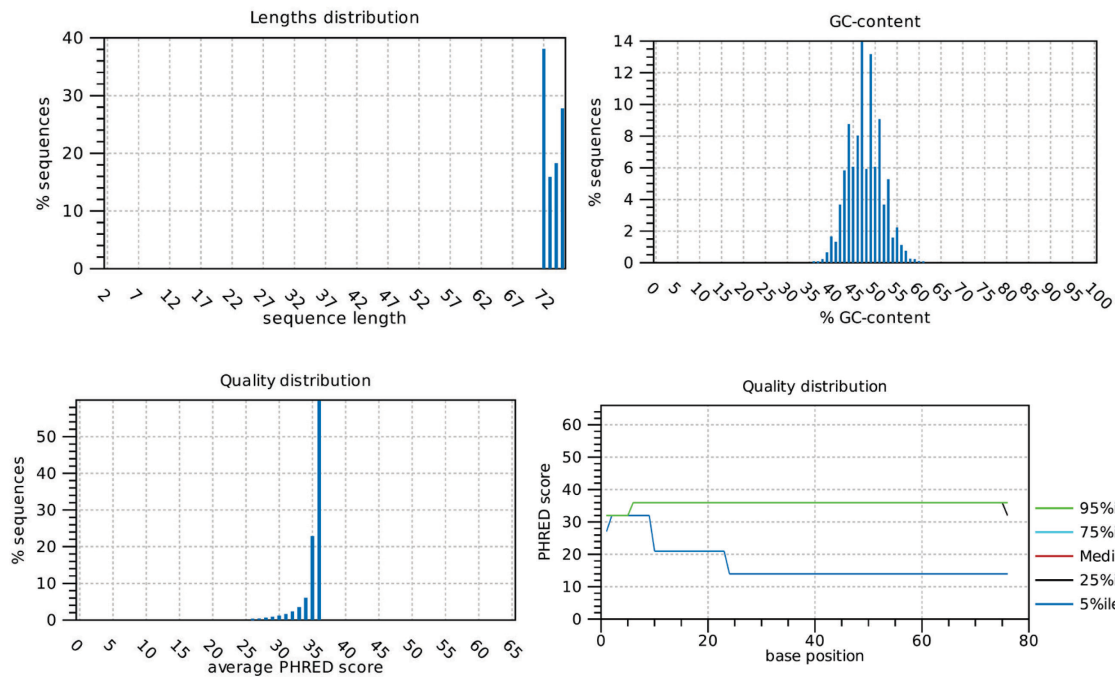 Lengths distribution
40
30
20
10
0
% sequences
2 7 12 17 22 27 32 37 42 47 52 57 62 67 72
sequence length
GC-content
14
12
10
8
6
4
2
0
% sequences
0 5 10 15 20 25 30 35 40 45 50 55 60 65 70 75 80 85 90 95 100
% GC-content
Quality distribution
50
40
30
20
10
0
% sequences
0 5 10 15 20 25 30 35 40 45 50 55 60 65
average PHRED score
Quality distribution
60
50
40
30
20
10
0
PHRED score
0 20 40 60 80
base position
95%i
75%i
Medi
25%i
5%ile